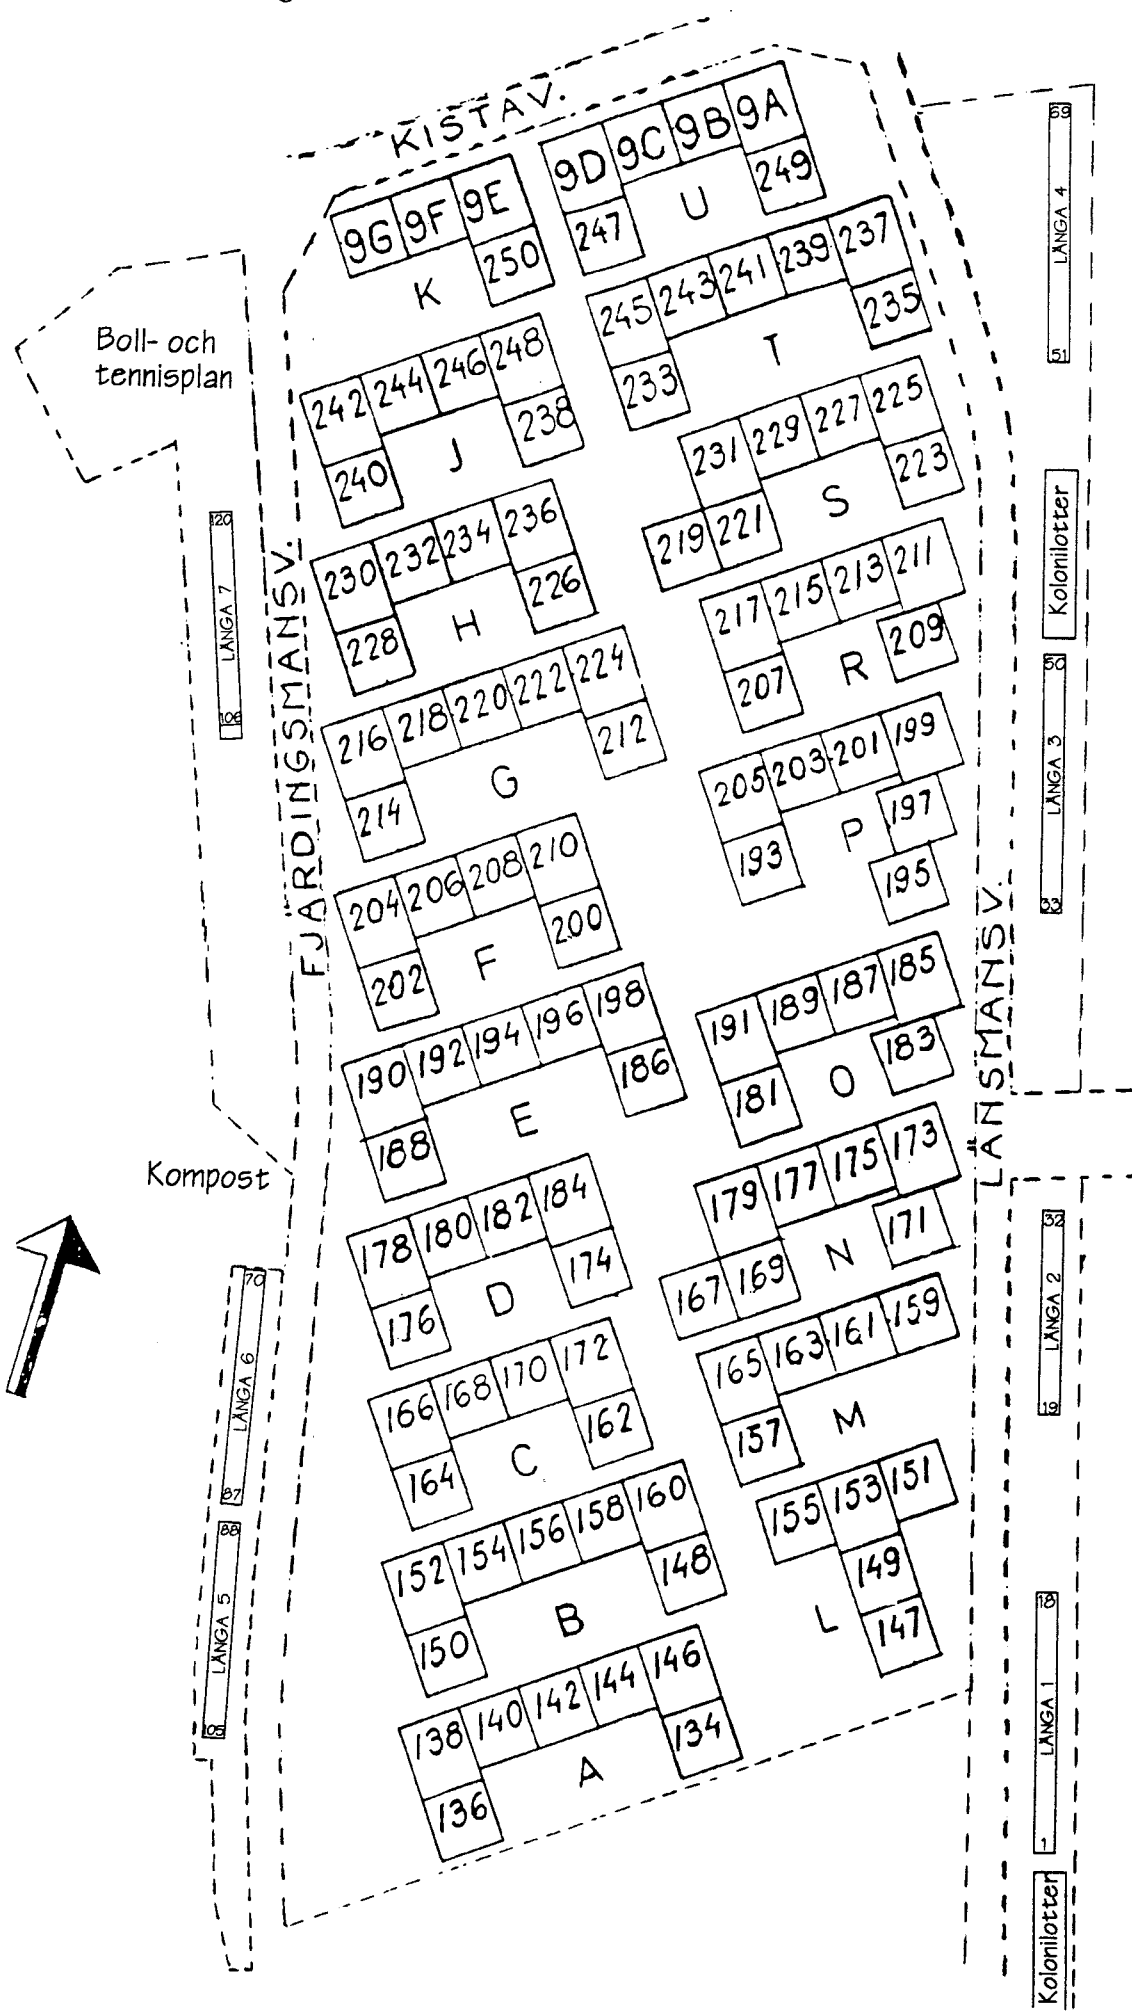 KISTAV.
9D 9C 9B 9A
247 U 249
9G 9F 9E
K 250
245 243 241 239 237
233 T 235
242 244 246 248
240 J 238
231 229 227 225
219 221 S 223
230 232 234 236
228 H 226
217 215 213 211
207 R 209
216 218 220 222 224
214 G 212
205 203 201 199
193 P 197
195
204 206 208 210
202 F 200
190 192 194 196 198
188 E 186
191 189 187 185
181 O 183
178 180 182 184
176 D 174
179 177 175 173
167 169 N 171
166 168 170 172
164 C 162
165 163 161 159
157 M
152 154 156 158 160
150 B 148
155 153 151
149
L 147
138 140 142 144 146
136 A 134
Boll- och
tennisplan
120
LÄNGA 7
106
FJÄRDINGSMANSV.
Kompost
70
LÄNGA 6
87
88
LÄNGA 5
105
LÄNSMANSV.
69
LÄNGA 4
51
Kolonilotter
50
LÄNGA 3
33
32
LÄNGA 2
19
18
LÄNGA 1
1
Kolonilotter